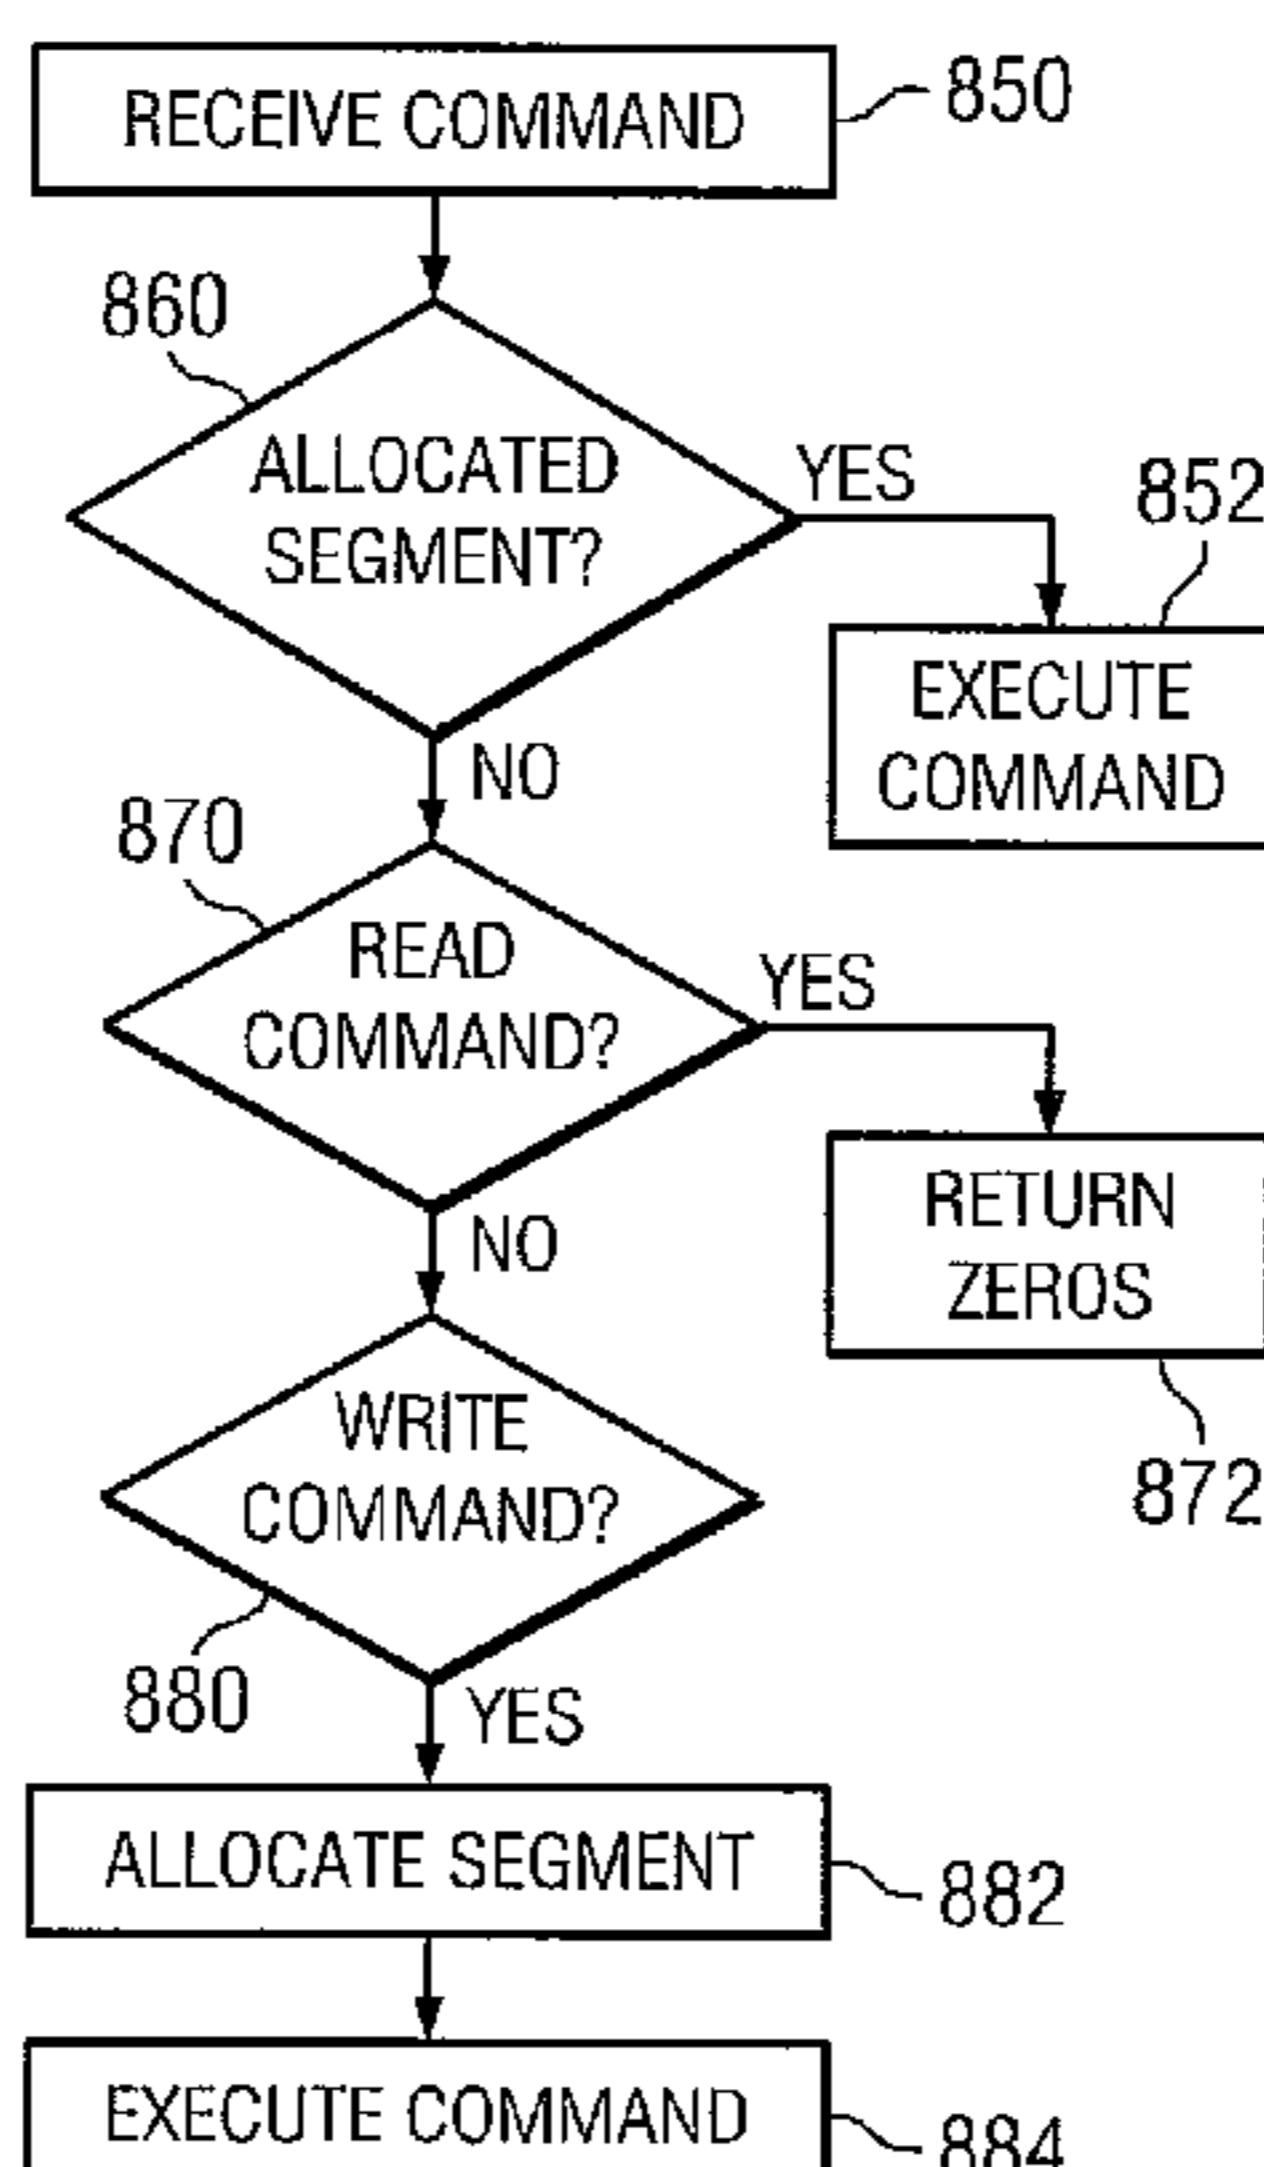 RECEIVE COMMAND
850
860
ALLOCATED
SEGMENT?
YES
852
EXECUTE
COMMAND
NO
870
READ
COMMAND?
YES
RETURN
ZEROS
872
NO
WRITE
COMMAND?
880
YES
ALLOCATE SEGMENT
882
EXECUTE COMMAND
884